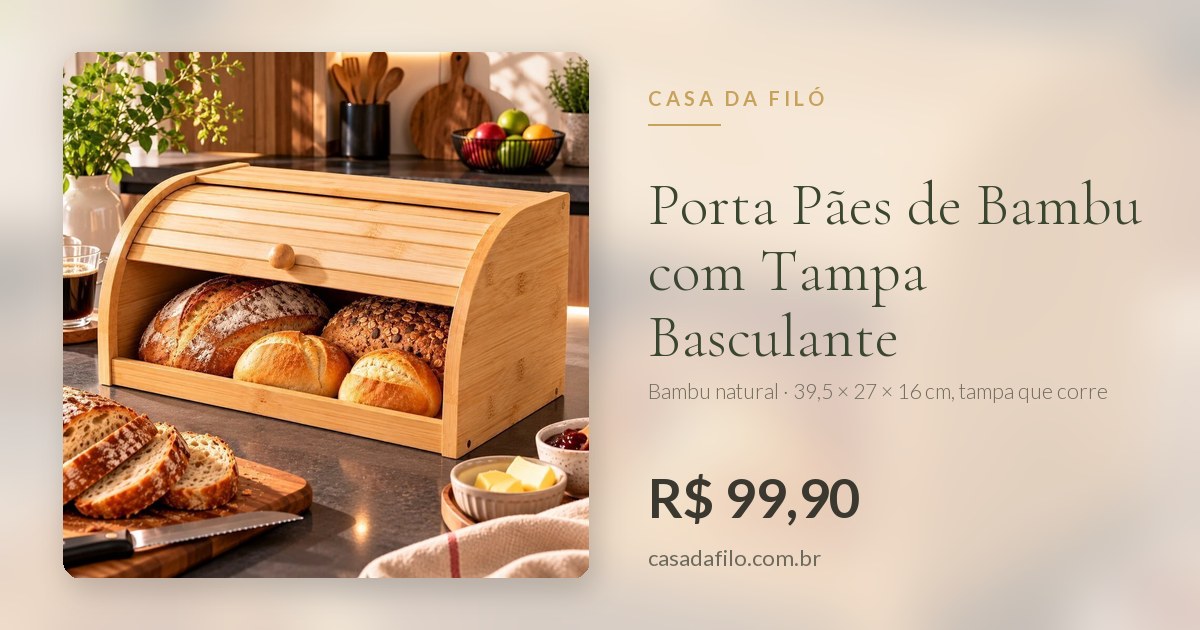 CASA DA FILÓ
Porta Pães de Bambu
com Tampa
Basculante
Bambu natural · 39,5 × 27 × 16 cm, tampa que corre
R$ 99,90
casadafilo.com.br